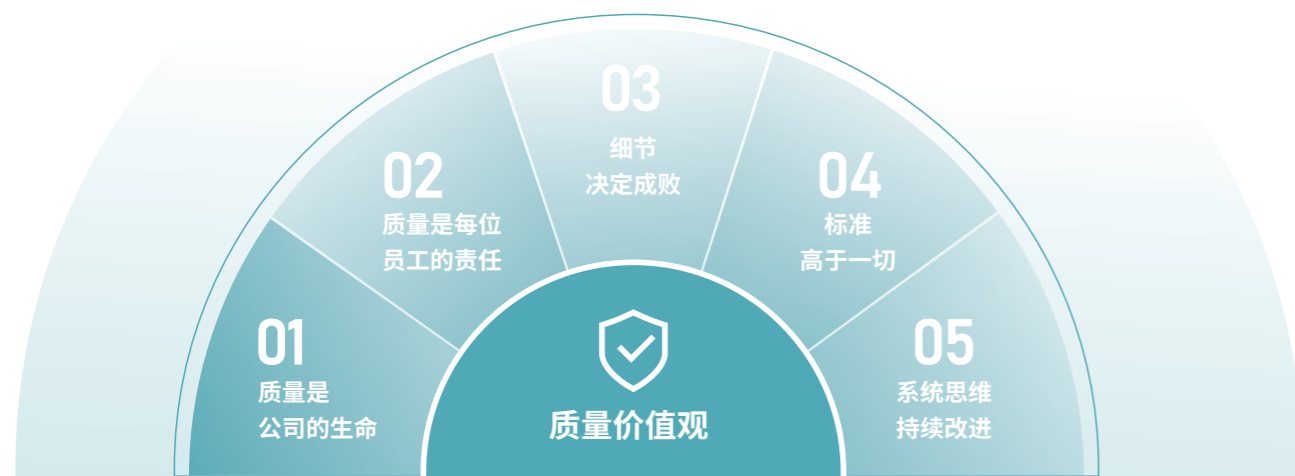 01
质量是
公司的生命
02
质量是每位
员工的责任
03
细节
决定成败
04
标准
高于一切
05
系统思维
持续改进
质量价值观